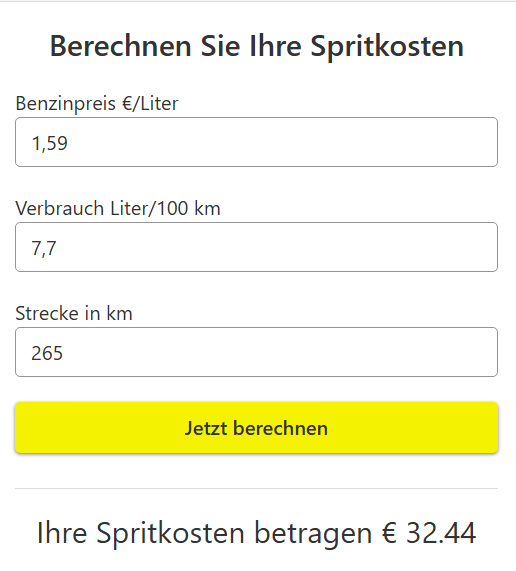 Berechnen Sie Ihre Spritkosten
Benzinpreis €/Liter
1,59
Verbrauch Liter/100 km
7,7
Strecke in km
265
Jetzt berechnen
Ihre Spritkosten betragen € 32.44